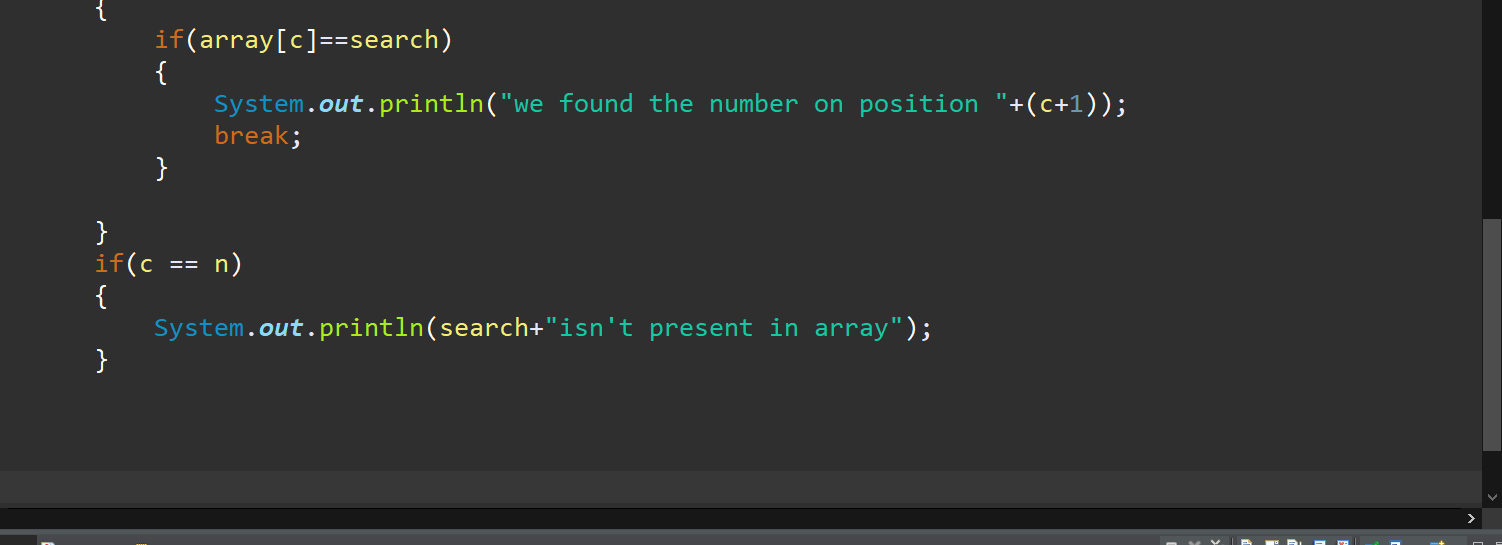 {
if(array[c]==search)
{
System.out.println("we found the number on position "+(c+1));
break;
}
}
if(c == n)
{
System.out.println(search+"isn't present in array");
}